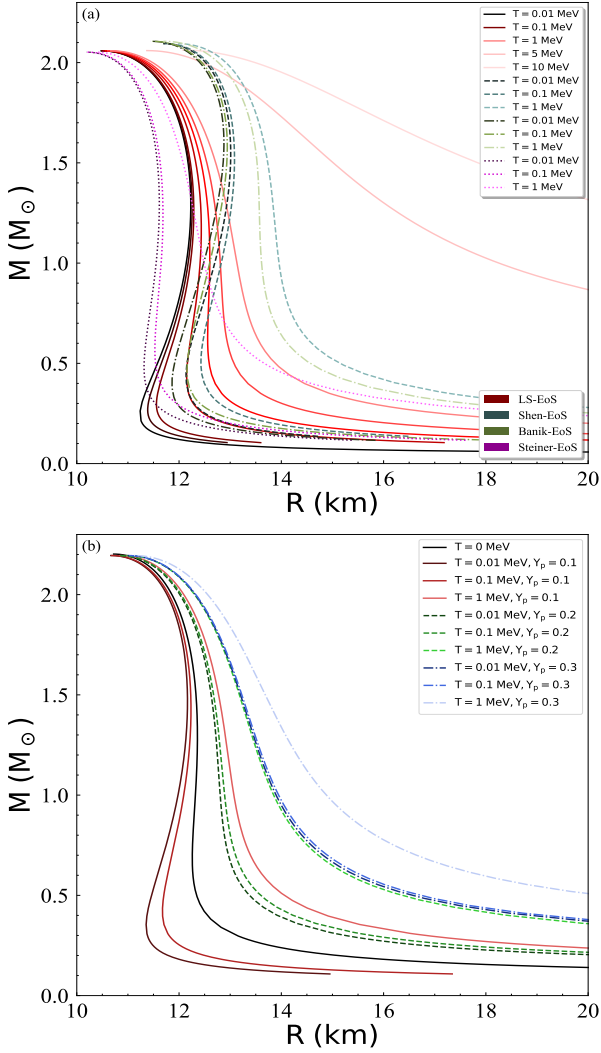 (a)
T = 0.01 MeV
T = 0.1 MeV
T = 1 MeV
T = 5 MeV
T = 10 MeV
T = 0.01 MeV
T = 0.1 MeV
T = 1 MeV
T = 0.01 MeV
T = 0.1 MeV
T = 1 MeV
T = 0.01 MeV
T = 0.1 MeV
T = 1 MeV
2.0
1.5
1.0
0.5
0.0
M (M⊙)
LS-EoS
Shen-EoS
Banik-EoS
Steiner-EoS
10 12 14 16 18 20
R (km)
(b)
T = 0 MeV
T = 0.01 MeV, Yp = 0.1
T = 0.1 MeV, Yp = 0.1
T = 1 MeV, Yp = 0.1
T = 0.01 MeV, Yp = 0.2
T = 0.1 MeV, Yp = 0.2
T = 1 MeV, Yp = 0.2
T = 0.01 MeV, Yp = 0.3
T = 0.1 MeV, Yp = 0.3
T = 1 MeV, Yp = 0.3
2.0
1.5
1.0
0.5
0.0
M (M⊙)
10 12 14 16 18 20
R (km)